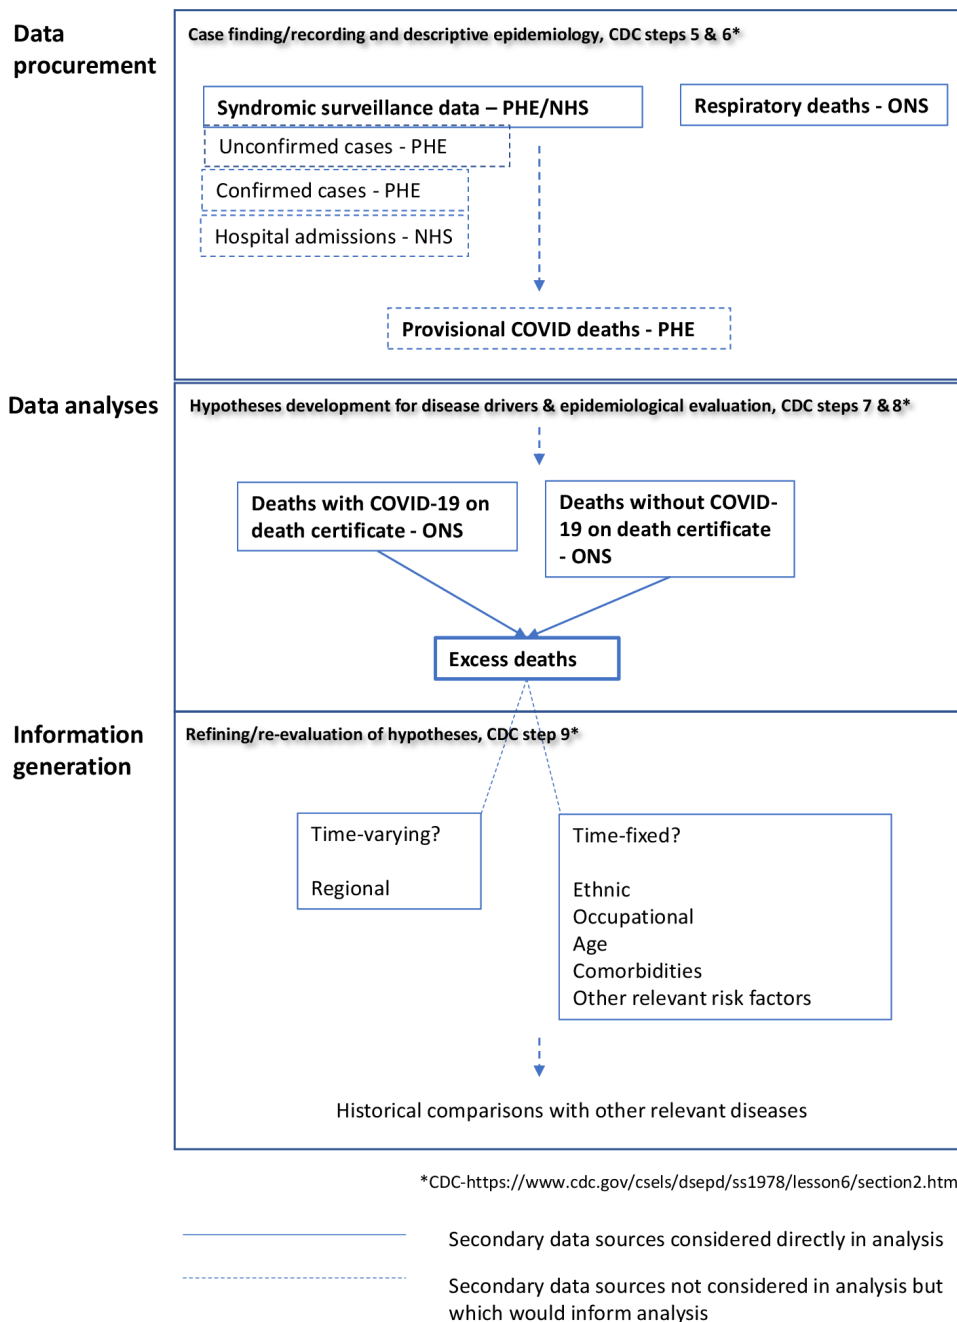 Data
procurement
Case finding/recording and descriptive epidemiology, CDC steps 5 & 6*
Syndromic surveillance data – PHE/NHS
Respiratory deaths - ONS
Unconfirmed cases - PHE
Confirmed cases - PHE
Hospital admissions - NHS
Provisional COVID deaths - PHE
Data analyses
Hypotheses development for disease drivers & epidemiological evaluation, CDC steps 7 & 8*
Deaths with COVID-19 on
death certificate - ONS
Deaths without COVID-
19 on death certificate
- ONS
Excess deaths
Information
generation
Refining/re-evaluation of hypotheses, CDC step 9*
Time-varying?
Regional
Time-fixed?
Ethnic
Occupational
Age
Comorbidities
Other relevant risk factors
Historical comparisons with other relevant diseases
*CDC-https://www.cdc.gov/csels/dsepd/ss1978/lesson6/section2.htm
Secondary data sources considered directly in analysis
Secondary data sources not considered in analysis but
which would inform analysis